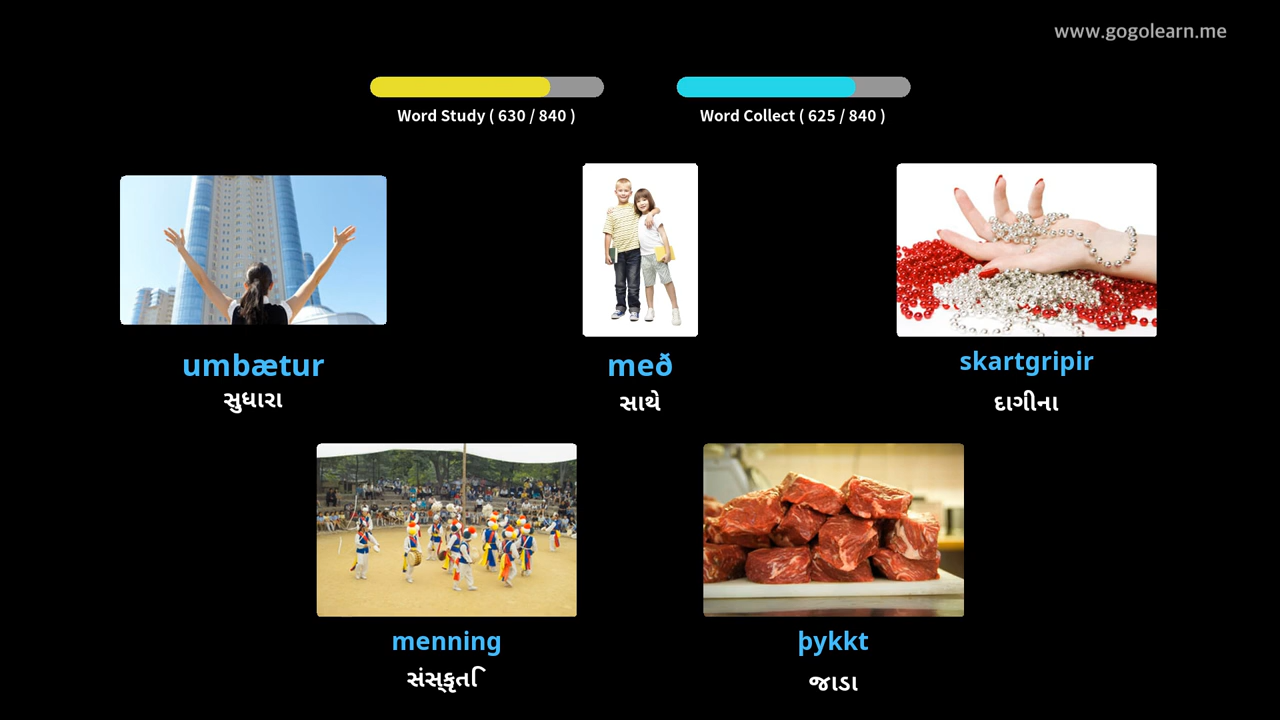 www.gogolearn.me
Word Study ( 630 / 840 )
Word Collect ( 625 / 840 )
umbætur
સુધારા
með
સાથે
skartgripir
દાગીના
menning
સંસ્કૃતિ
þykkt
જાડા